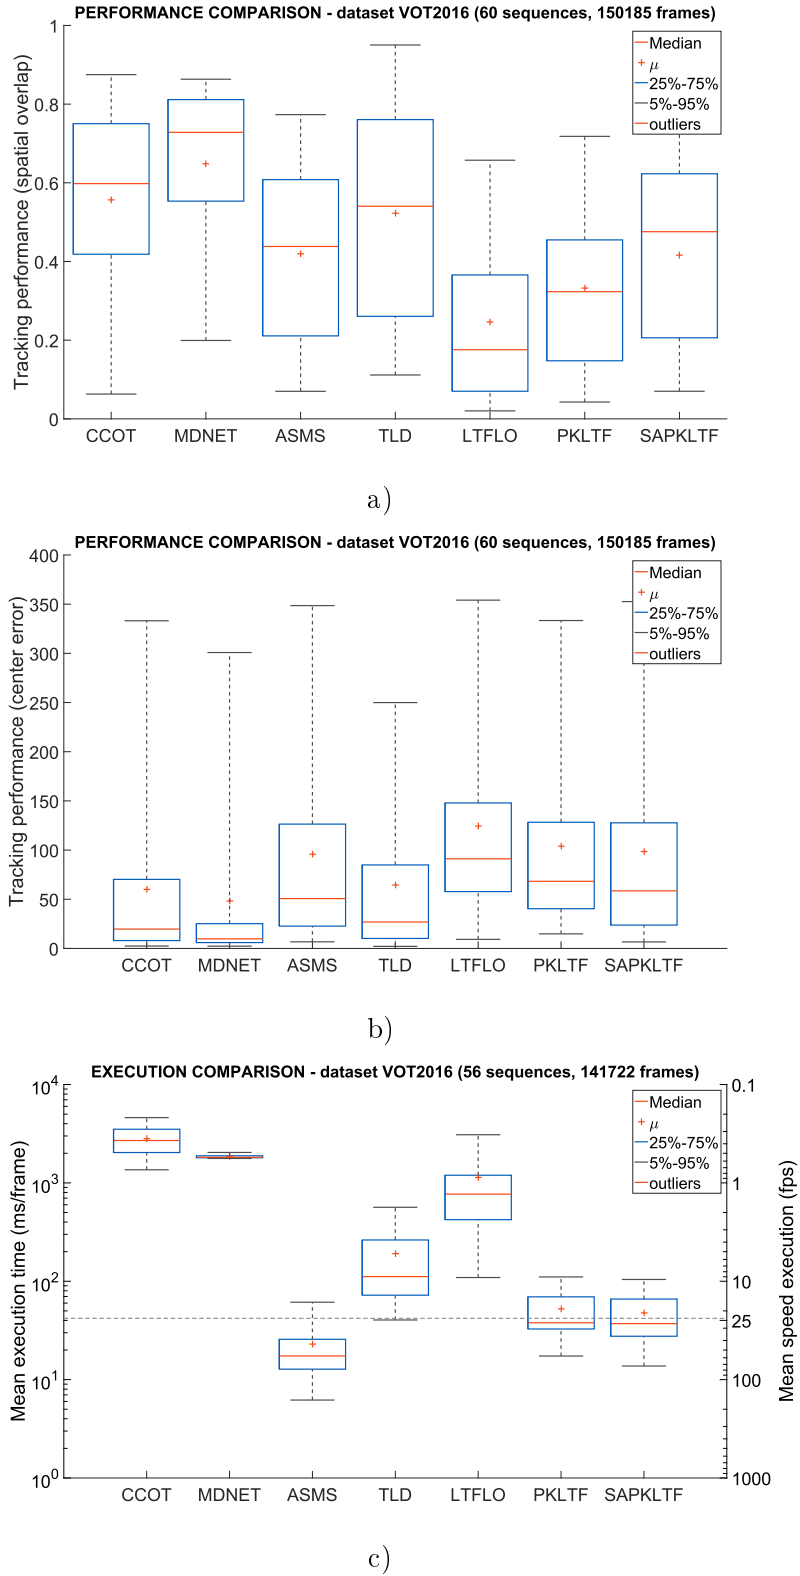 PERFORMANCE COMPARISON - dataset VOT2016 (60 sequences, 150185 frames)
Tracking performance (spatial overlap)
1
0.8
0.6
0.4
0.2
0
Median
μ
25%-75%
5%-95%
outliers
CCOT MDNET ASMS TLD LTFLO PKLTF SAPKLTF
a)
PERFORMANCE COMPARISON - dataset VOT2016 (60 sequences, 150185 frames)
Tracking performance (center error)
400
350
300
250
200
150
100
50
0
Median
μ
25%-75%
5%-95%
outliers
CCOT MDNET ASMS TLD LTFLO PKLTF SAPKLTF
b)
EXECUTION COMPARISON - dataset VOT2016 (56 sequences, 141722 frames)
Mean execution time (ms/frame)
10^4
10^3
10^2
10^1
10^0
Median
μ
25%-75%
5%-95%
outliers
0.1
1
10
25
100
1000
Mean speed execution (fps)
CCOT MDNET ASMS TLD LTFLO PKLTF SAPKLTF
c)